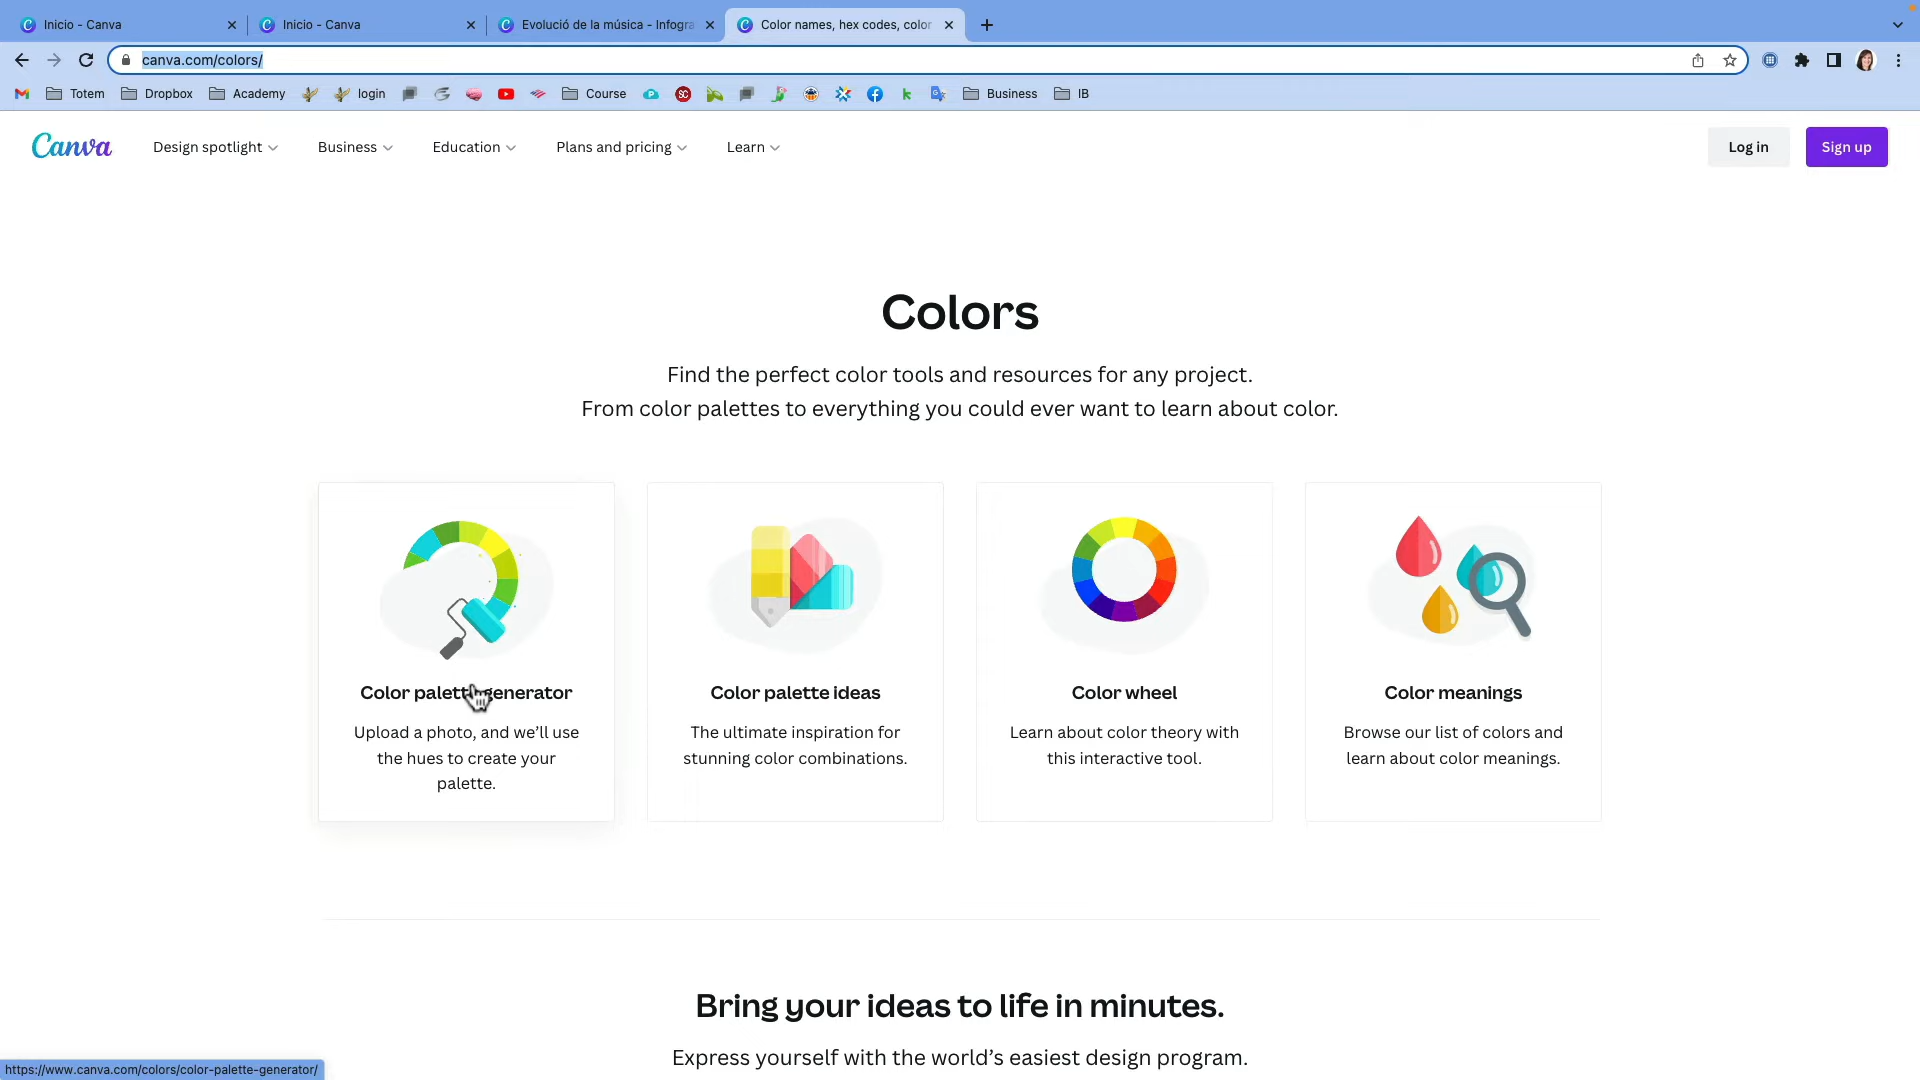 Inicio - Canva
Inicio - Canva
Evolució de la música - Infogra
Color names, hex codes, color
canva.com/colors/
Totem
Dropbox
Academy
login
SC
Course
Business
IB
Canva
Design spotlight
Business
Education
Plans and pricing
Learn
Log in
Sign up
Colors
Find the perfect color tools and resources for any project.
From color palettes to everything you could ever want to learn about color.
Color palette generator
Upload a photo, and we’ll use
the hues to create your
palette.
Color palette ideas
The ultimate inspiration for
stunning color combinations.
Color wheel
Learn about color theory with
this interactive tool.
Color meanings
Browse our list of colors and
learn about color meanings.
Bring your ideas to life in minutes.
Express yourself with the world’s easiest design program.
https://www.canva.com/colors/color-palette-generator/